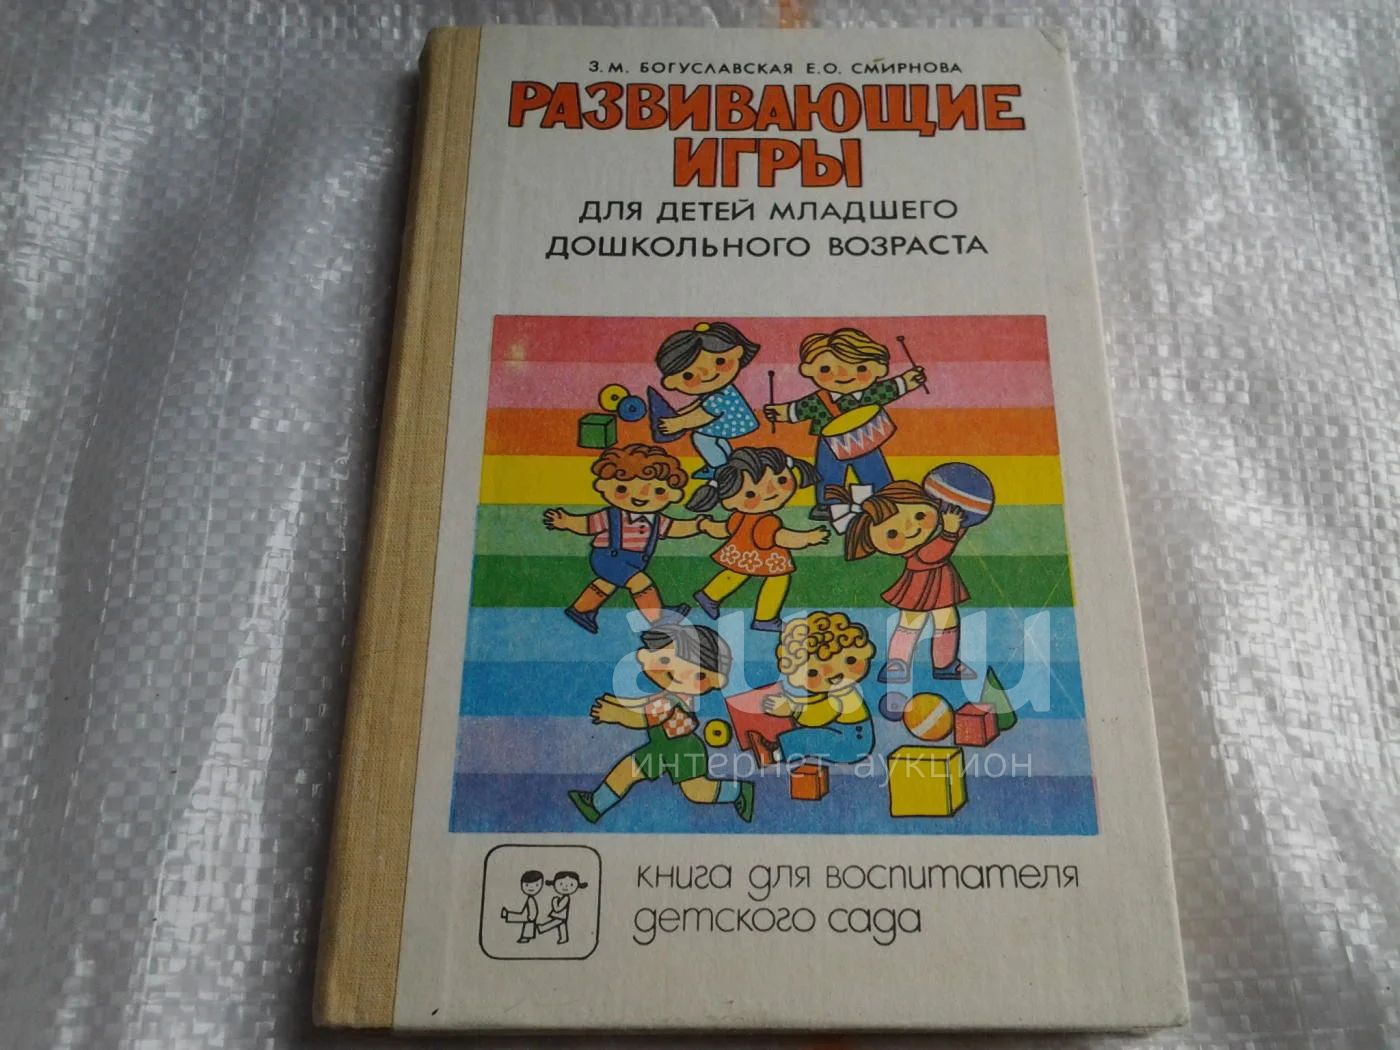 З.М. БОГУСЛАВСКАЯ Е.О. СМИРНОВА
РАЗВИВАЮЩИЕ
ИГРЫ
ДЛЯ ДЕТЕЙ МЛАДШЕГО
ДОШКОЛЬНОГО ВОЗРАСТА
au.ru
интернет аукцион
книга для воспитателя
детского сада